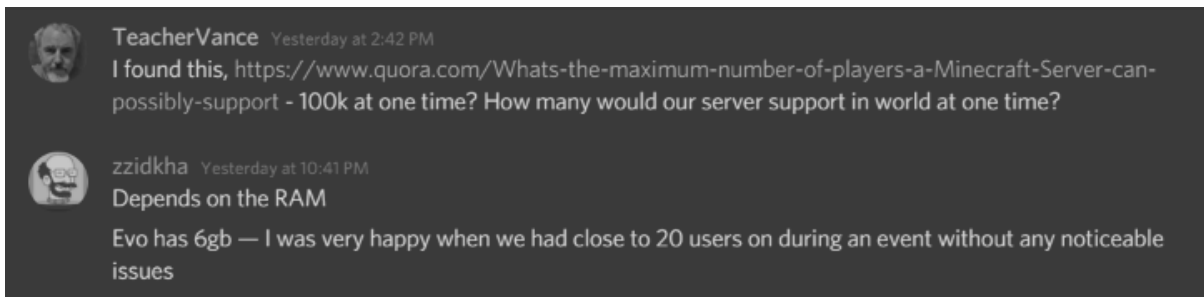 TeacherVance Yesterday at 2:42 PM
I found this, https://www.quora.com/Whats-the-maximum-number-of-players-a-Minecraft-Server-can-
possibly-support - 100k at one time? How many would our server support in world at one time?
zzidkha Yesterday at 10:41 PM
Depends on the RAM
Evo has 6gb — I was very happy when we had close to 20 users on during an event without any noticeable
issues